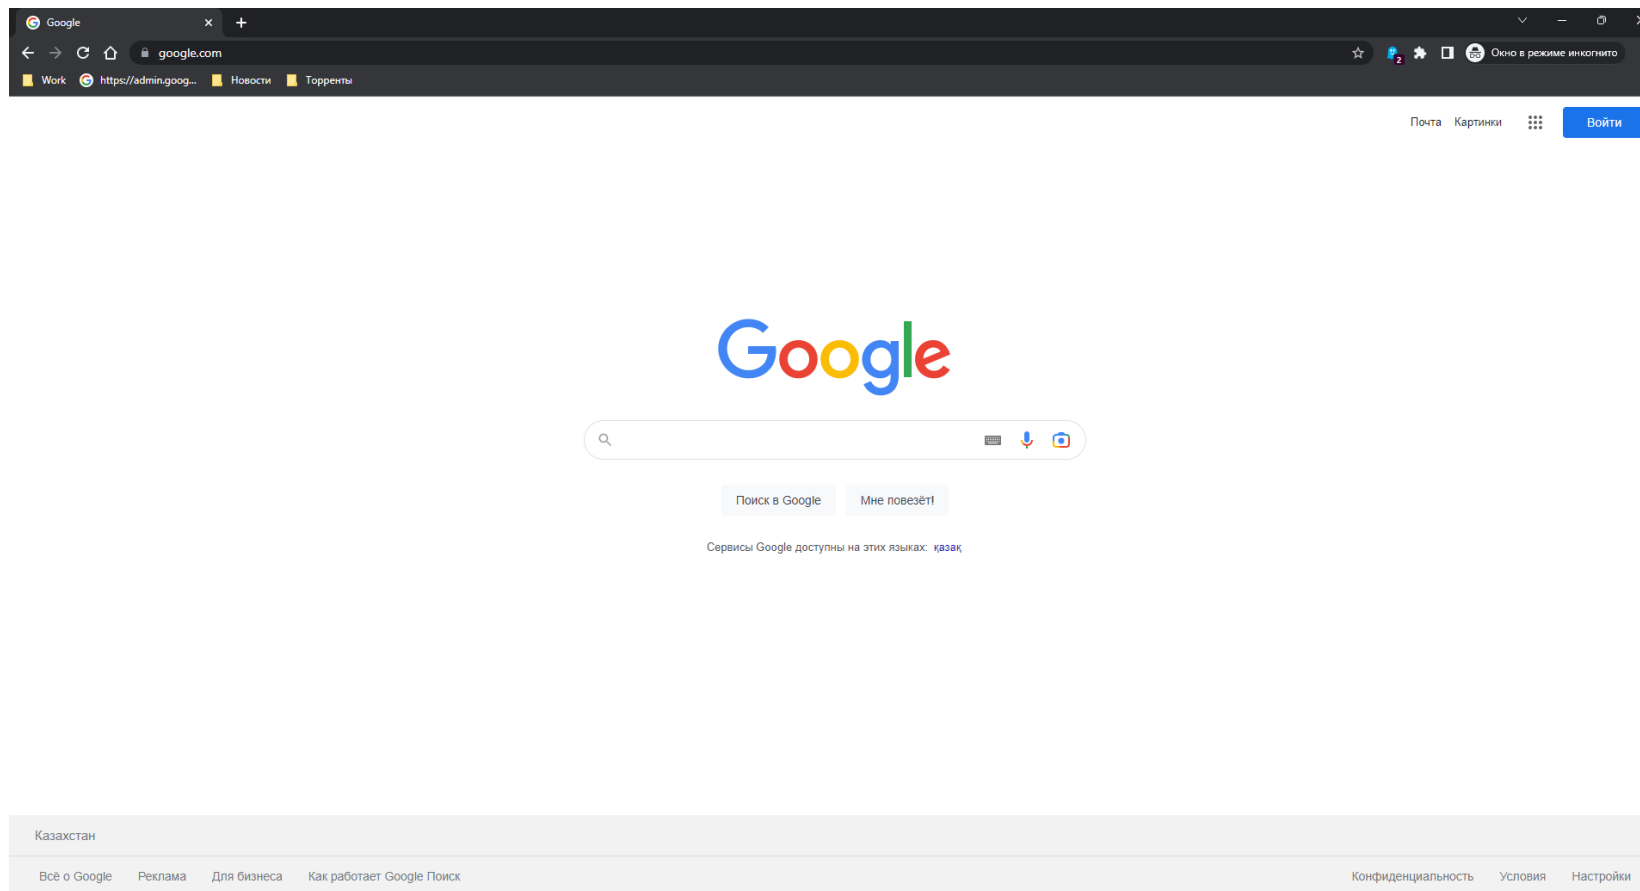 Google
google.com
2
Окно в режиме инкогнито
Work https://admin.goog... Новости Торренты
Почта Картинки Войти
Google
Поиск в Google Мне повезёт!
Сервисы Google доступны на этих языках: қазақ
Казахстан
Всё о Google Реклама Для бизнеса Как работает Google Поиск Конфиденциальность Условия Настройки